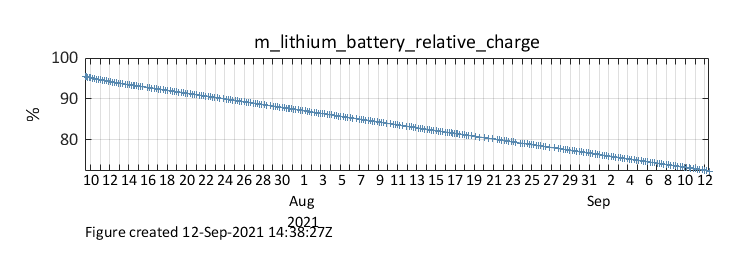 m_lithium_battery_relative_charge
100
90
80
%
10 12 14 16 18 20 22 24 26 28 30 1 3 5 7 9 11 13 15 17 19 21 23 25 27 29 31 2 4 6 8 10 12
Aug Sep
2021
Figure created 12-Sep-2021 14:38:27Z